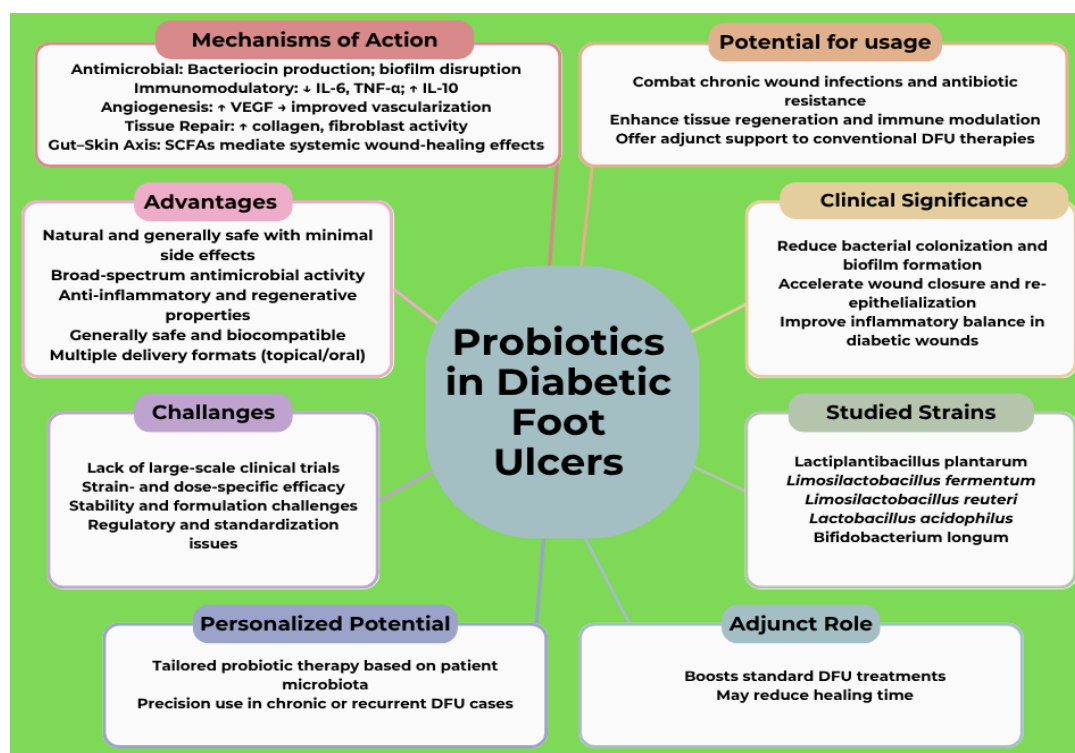 Mechanisms of Action
Antimicrobial: Bacteriocin production; biofilm disruption
Immunomodulatory: ↓ IL-6, TNF-α; ↑ IL-10
Angiogenesis: ↑ VEGF → improved vascularization
Tissue Repair: ↑ collagen, fibroblast activity
Gut–Skin Axis: SCFAs mediate systemic wound-healing effects
Potential for usage
Combat chronic wound infections and antibiotic
resistance
Enhance tissue regeneration and immune modulation
Offer adjunct support to conventional DFU therapies
Advantages
Natural and generally safe with minimal
side effects
Broad-spectrum antimicrobial activity
Anti-inflammatory and regenerative
properties
Generally safe and biocompatible
Multiple delivery formats (topical/oral)
Clinical Significance
Reduce bacterial colonization and
biofilm formation
Accelerate wound closure and re-
epithelialization
Improve inflammatory balance in
diabetic wounds
Probiotics
in Diabetic
Foot
Ulcers
Challanges
Lack of large-scale clinical trials
Strain- and dose-specific efficacy
Stability and formulation challenges
Regulatory and standardization
issues
Studied Strains
Lactiplantibacillus plantarum
Limosilactobacillus fermentum
Limosilactobacillus reuteri
Lactobacillus acidophilus
Bifidobacterium longum
Personalized Potential
Tailored probiotic therapy based on patient
microbiota
Precision use in chronic or recurrent DFU cases
Adjunct Role
Boosts standard DFU treatments
May reduce healing time